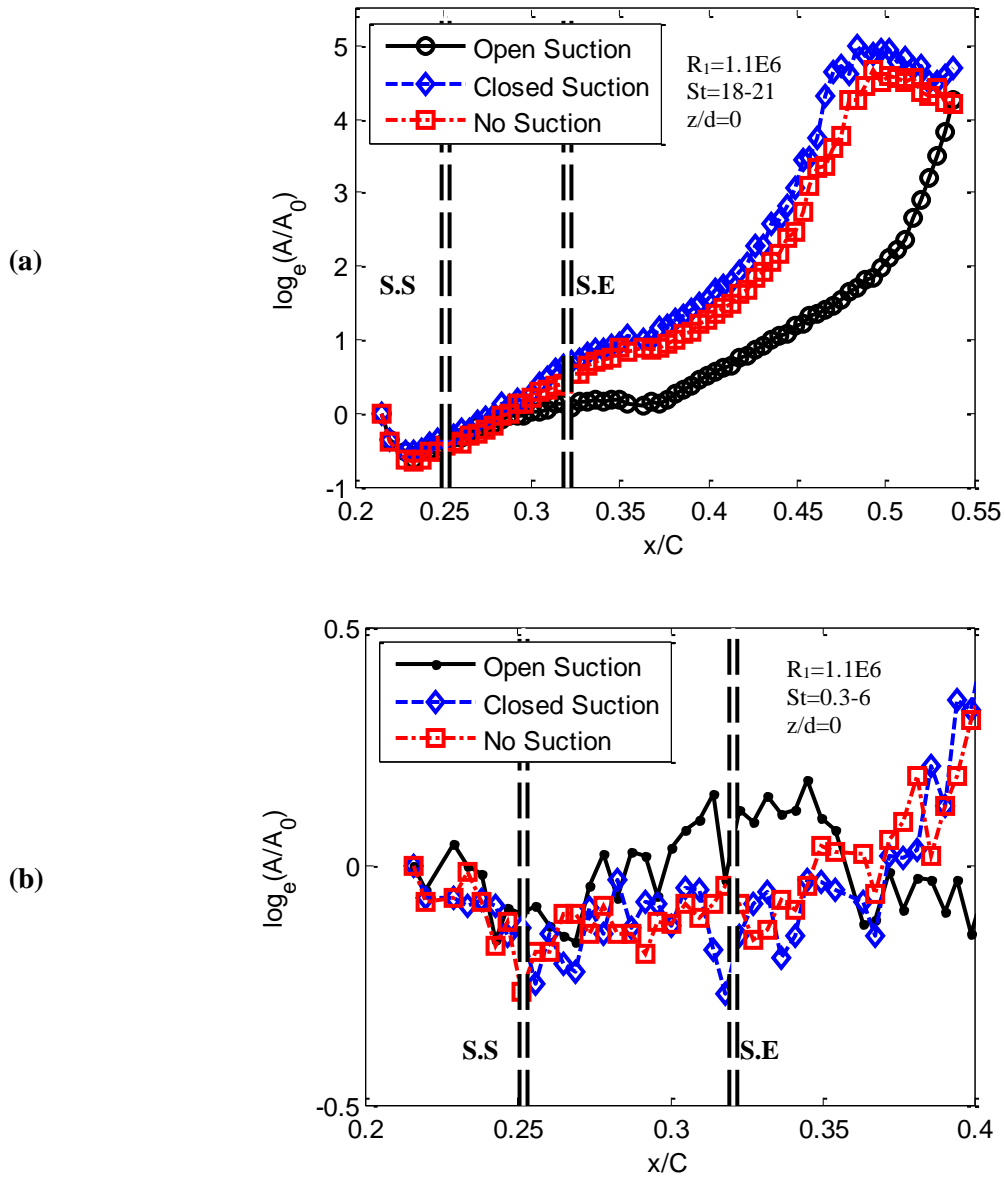 (a)
log_e(A/A_0)
5
4
3
2
1
0
-1
Open Suction
Closed Suction
No Suction
R₁=1.1E6
St=18-21
z/d=0
S.S
S.E
0.2 0.25 0.3 0.35 0.4 0.45 0.5 0.55
x/C
(b)
log_e(A/A_0)
0.5
0
-0.5
Open Suction
Closed Suction
No Suction
R₁=1.1E6
St=0.3-6
z/d=0
S.S
S.E
0.2 0.25 0.3 0.35 0.4
x/C